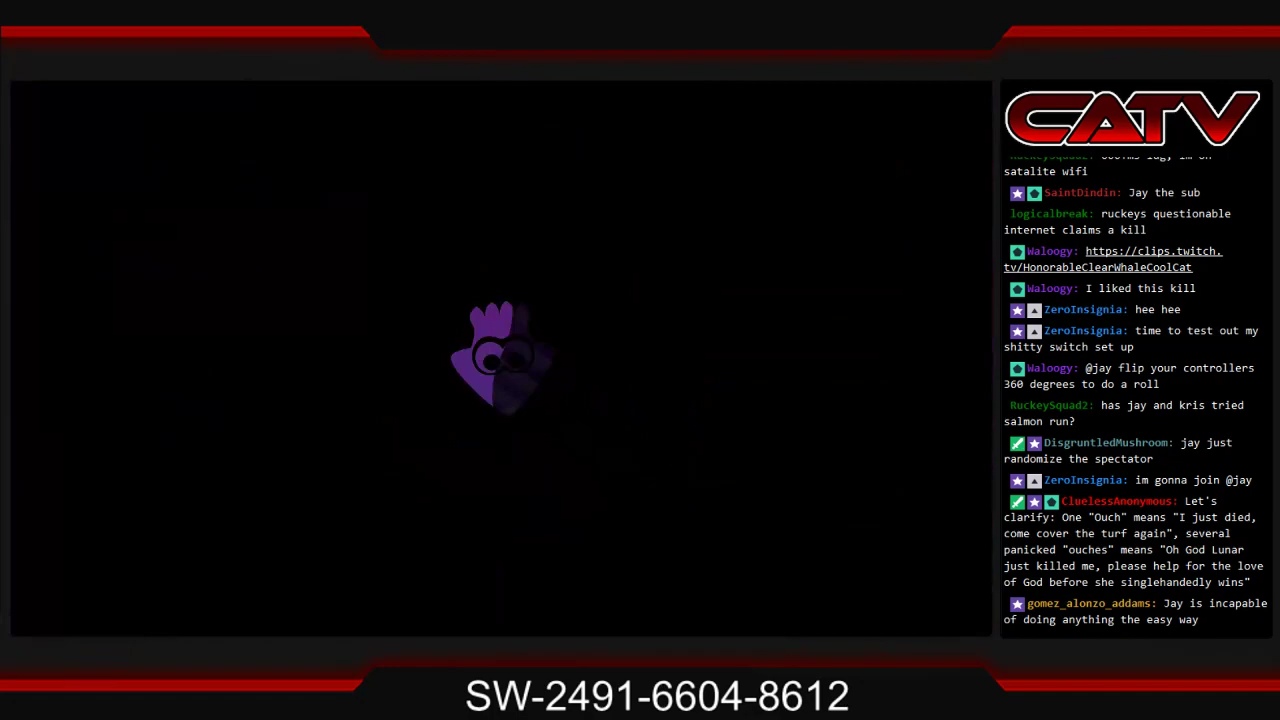 CATV
satalite wifi
SaintDindin: Jay the sub
logicalbreak: ruckeys questionable
internet claims a kill
Waloogy: https://clips.twitch.
tv/HonorableClearWhaleCoolCat
Waloogy: I liked this kill
ZeroInsignia: hee hee
ZeroInsignia: time to test out my
shitty switch set up
Waloogy: @jay flip your controllers
360 degrees to do a roll
RuckeySquad2: has jay and kris tried
salmon run?
DisgruntledMushroom: jay just
randomize the spectator
ZeroInsignia: im gonna join @jay
CluelessAnonymous: Let's
clarify: One "Ouch" means "I just died,
come cover the turf again", several
panicked "ouches" means "Oh God Lunar
just killed me, please help for the love
of God before she singlehandedly wins"
gomez_alonzo_addams: Jay is incapable
of doing anything the easy way
SW-2491-6604-8612